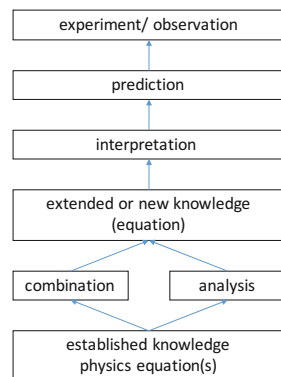 experiment/ observation
prediction
interpretation
extended or new knowledge
(equation)
combination
analysis
established knowledge
physics equation(s)